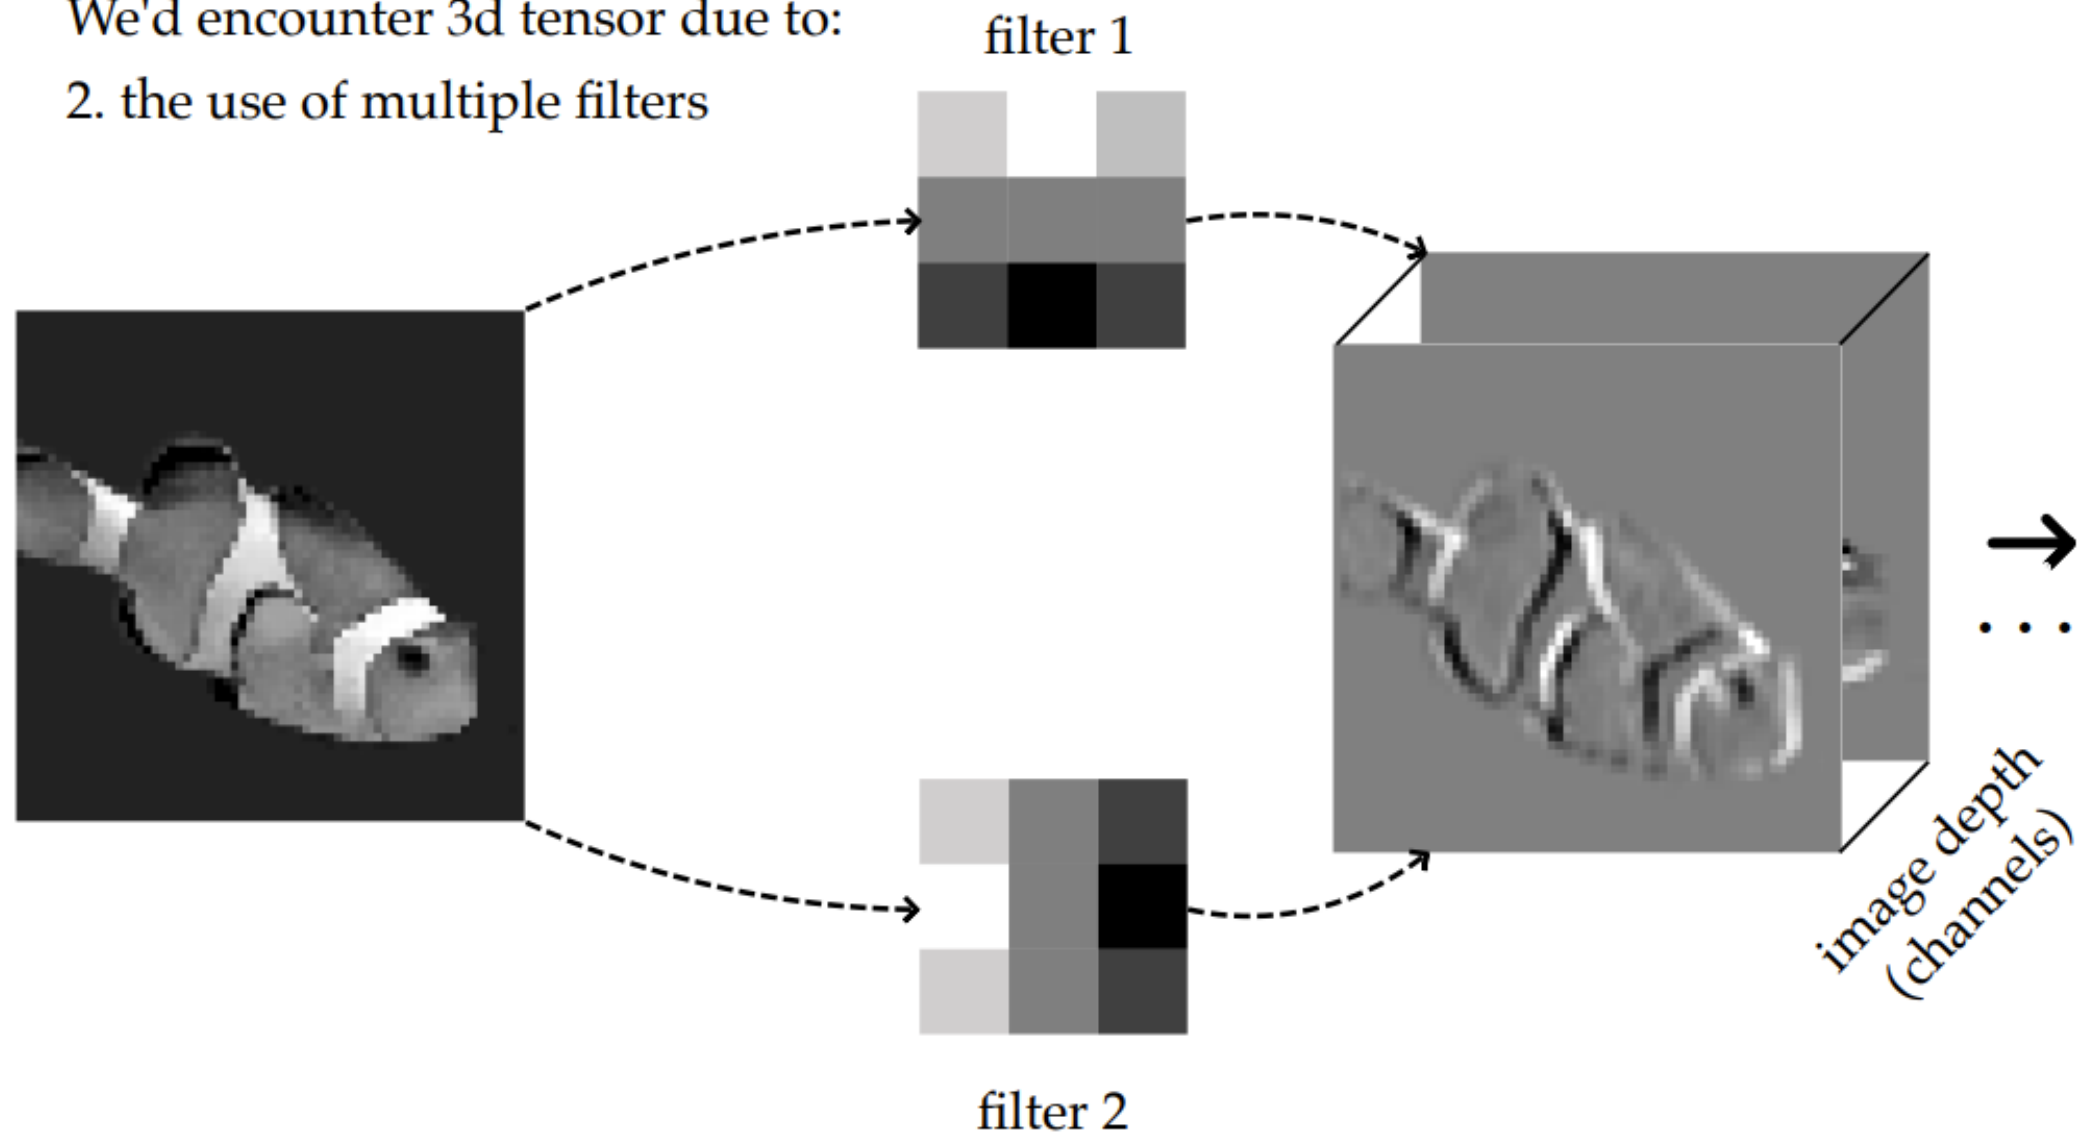 We'd encounter 3d tensor due to:
2. the use of multiple filters
filter 1
image depth
(channels)
filter 2